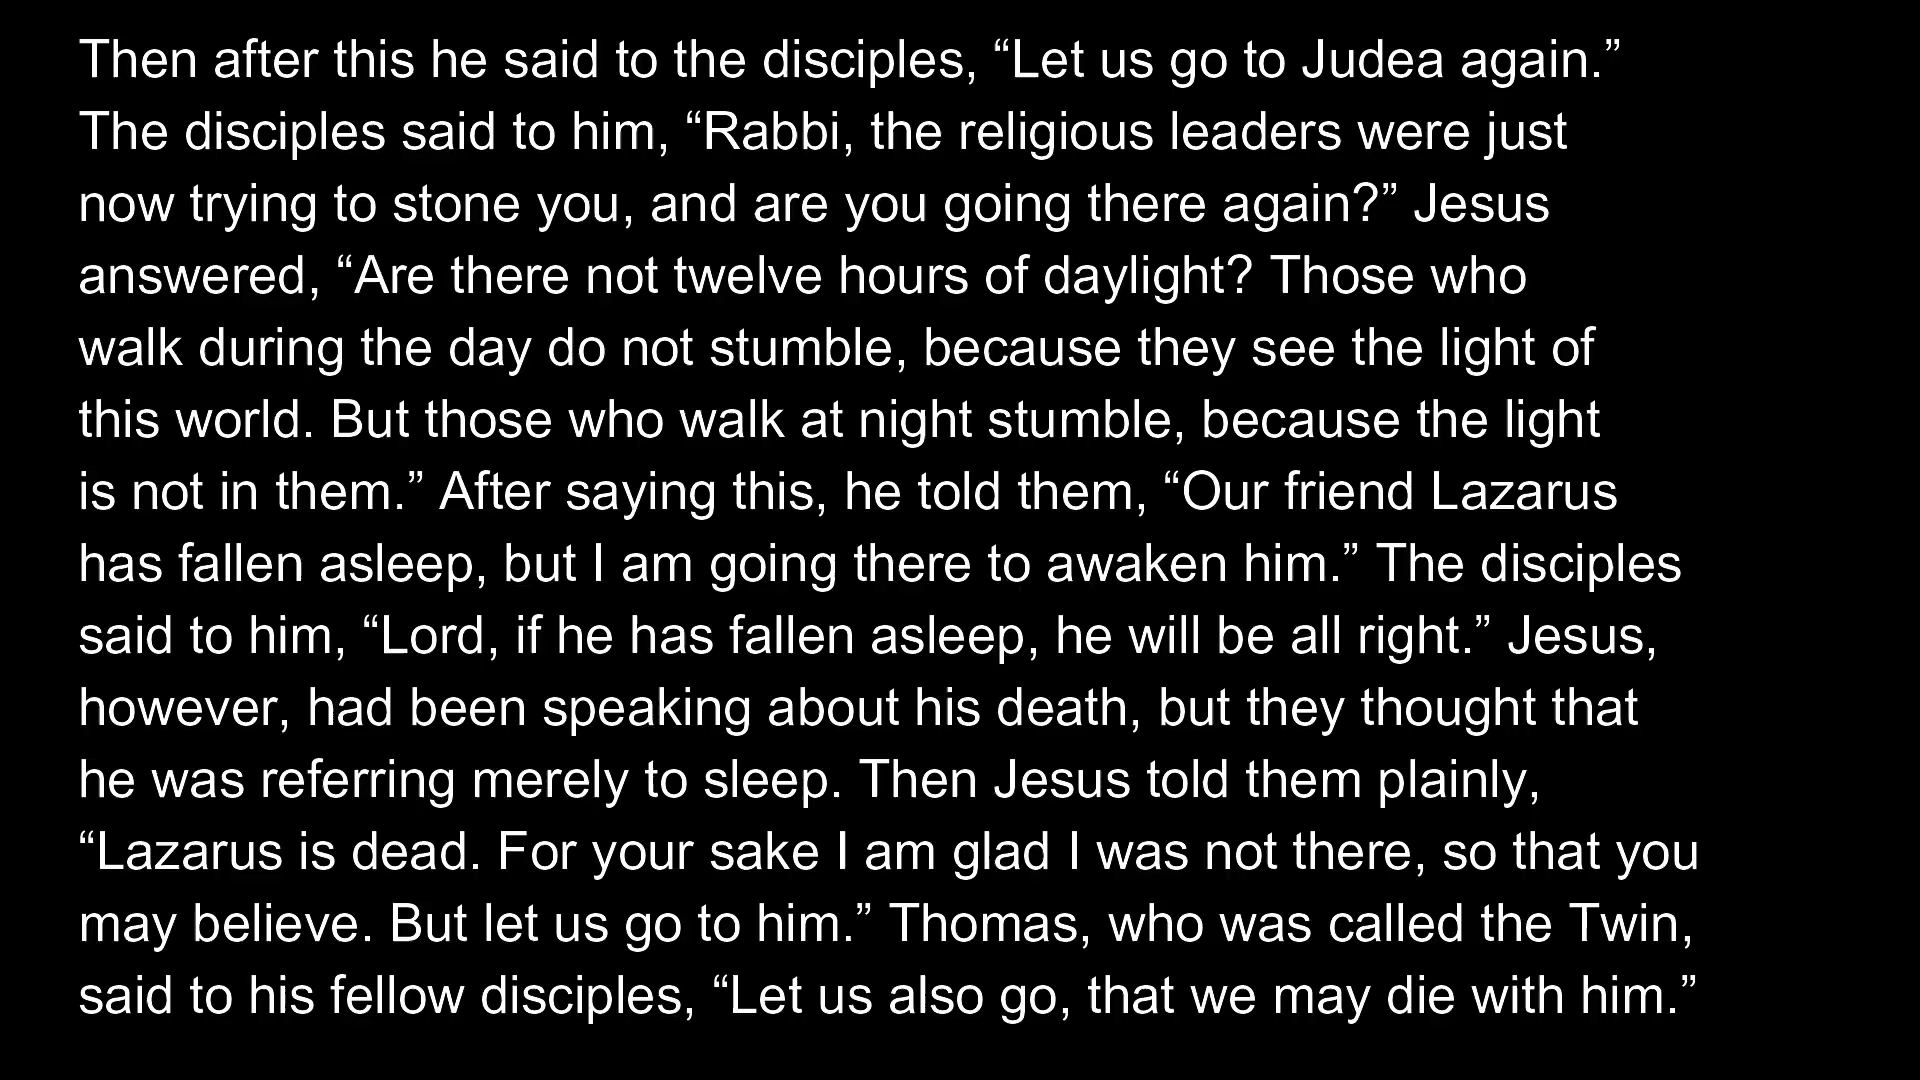 Then after this he said to the disciples, “Let us go to Judea again.”
The disciples said to him, “Rabbi, the religious leaders were just
now trying to stone you, and are you going there again?” Jesus
answered, “Are there not twelve hours of daylight? Those who
walk during the day do not stumble, because they see the light of
this world. But those who walk at night stumble, because the light
is not in them.” After saying this, he told them, “Our friend Lazarus
has fallen asleep, but I am going there to awaken him.” The disciples
said to him, “Lord, if he has fallen asleep, he will be all right.” Jesus,
however, had been speaking about his death, but they thought that
he was referring merely to sleep. Then Jesus told them plainly,
“Lazarus is dead. For your sake I am glad I was not there, so that you
may believe. But let us go to him.” Thomas, who was called the Twin,
said to his fellow disciples, “Let us also go, that we may die with him.”